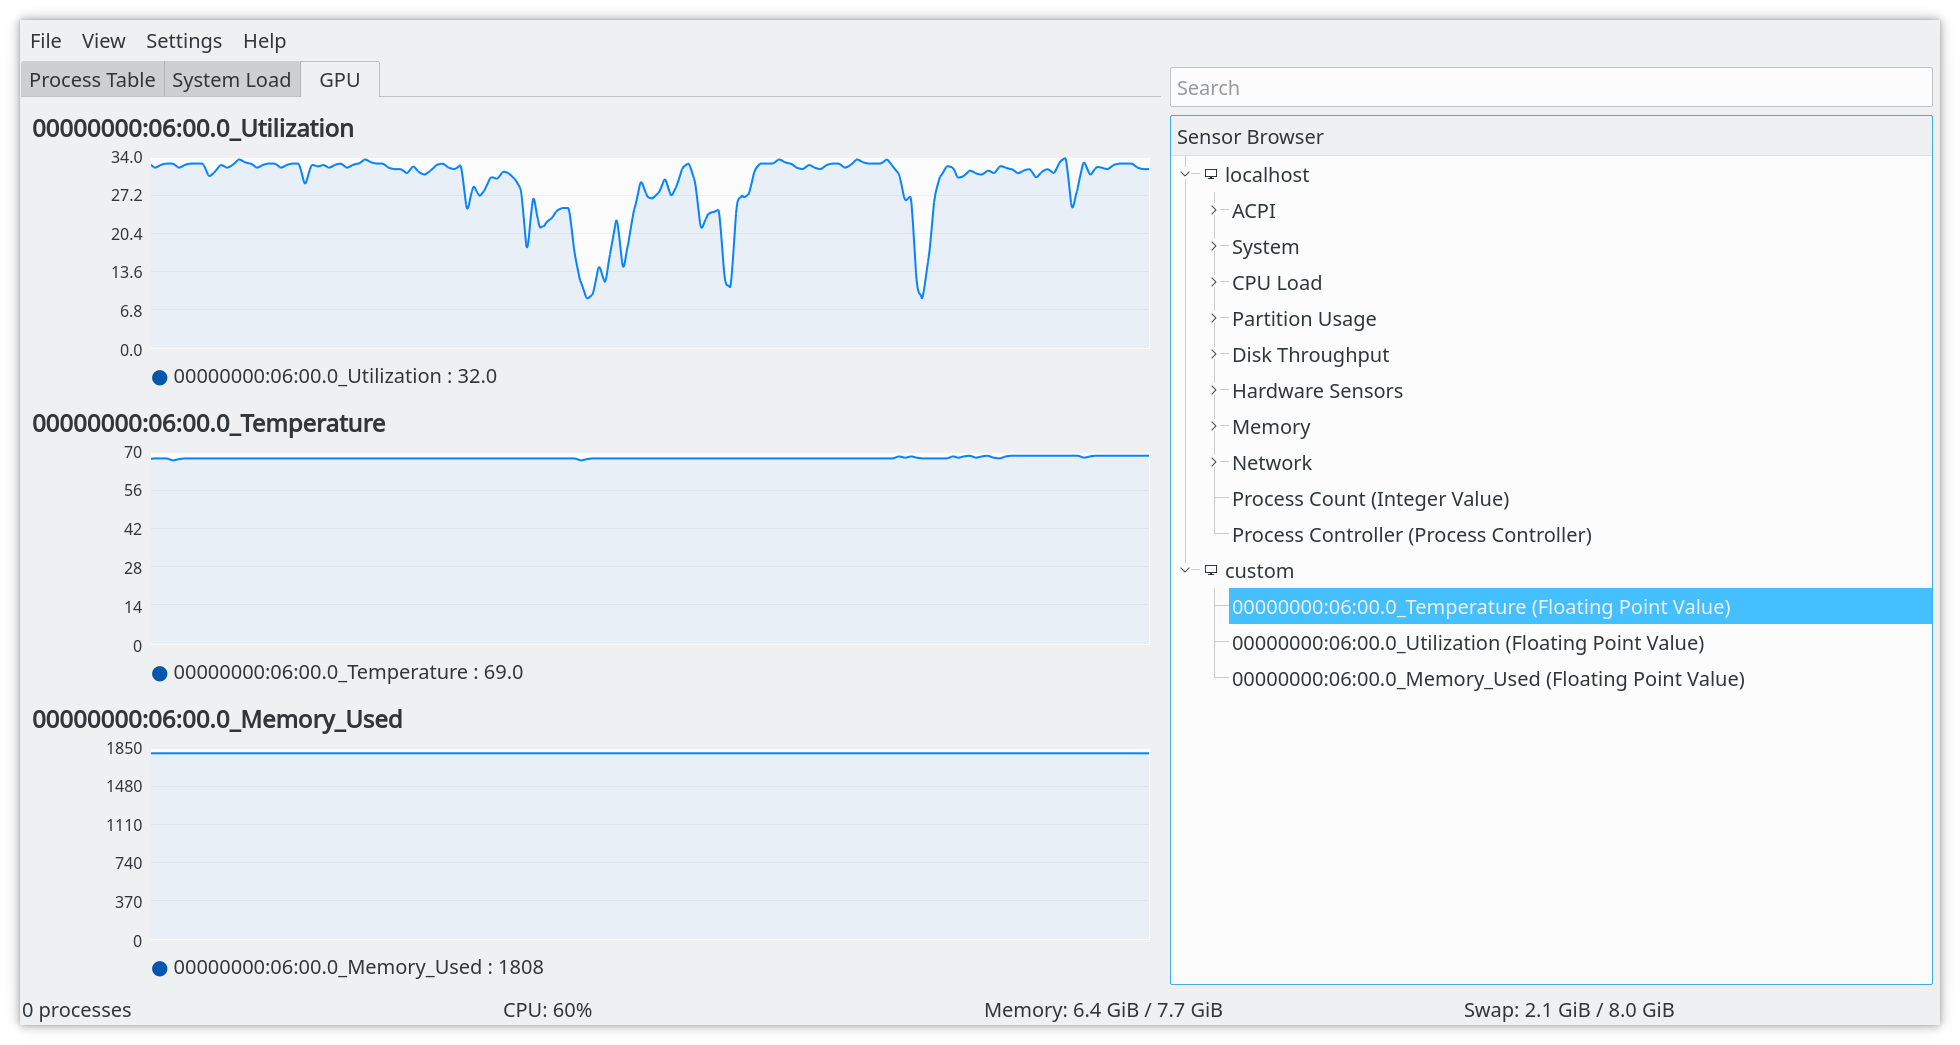 File View Settings Help
Process Table System Load GPU
00000000:06:00.0_Utilization
34.0
27.2
20.4
13.6
6.8
0.0
00000000:06:00.0_Utilization : 32.0
00000000:06:00.0_Temperature
70
56
42
28
14
0
00000000:06:00.0_Temperature : 69.0
00000000:06:00.0_Memory_Used
1850
1480
1110
740
370
0
00000000:06:00.0_Memory_Used : 1808
Search
Sensor Browser
localhost
ACPI
System
CPU Load
Partition Usage
Disk Throughput
Hardware Sensors
Memory
Network
Process Count (Integer Value)
Process Controller (Process Controller)
custom
00000000:06:00.0_Temperature (Floating Point Value)
00000000:06:00.0_Utilization (Floating Point Value)
00000000:06:00.0_Memory_Used (Floating Point Value)
0 processes CPU: 60% Memory: 6.4 GiB / 7.7 GiB Swap: 2.1 GiB / 8.0 GiB